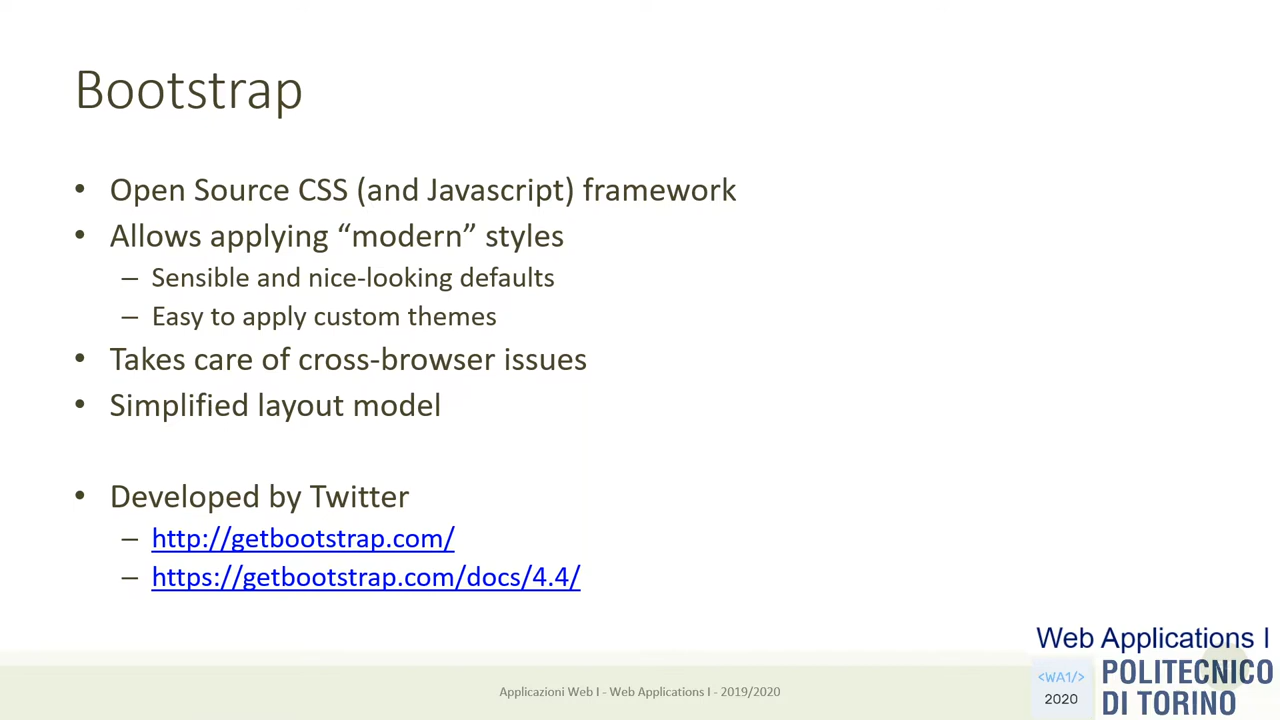 Bootstrap
• Open Source CSS (and Javascript) framework
• Allows applying “modern” styles
– Sensible and nice-looking defaults
– Easy to apply custom themes
• Takes care of cross-browser issues
• Simplified layout model
• Developed by Twitter
– http://getbootstrap.com/
– https://getbootstrap.com/docs/4.4/
Applicazioni Web I - Web Applications I - 2019/2020
Web Applications I
<WA1/>
2020
POLITECNICO
DI TORINO